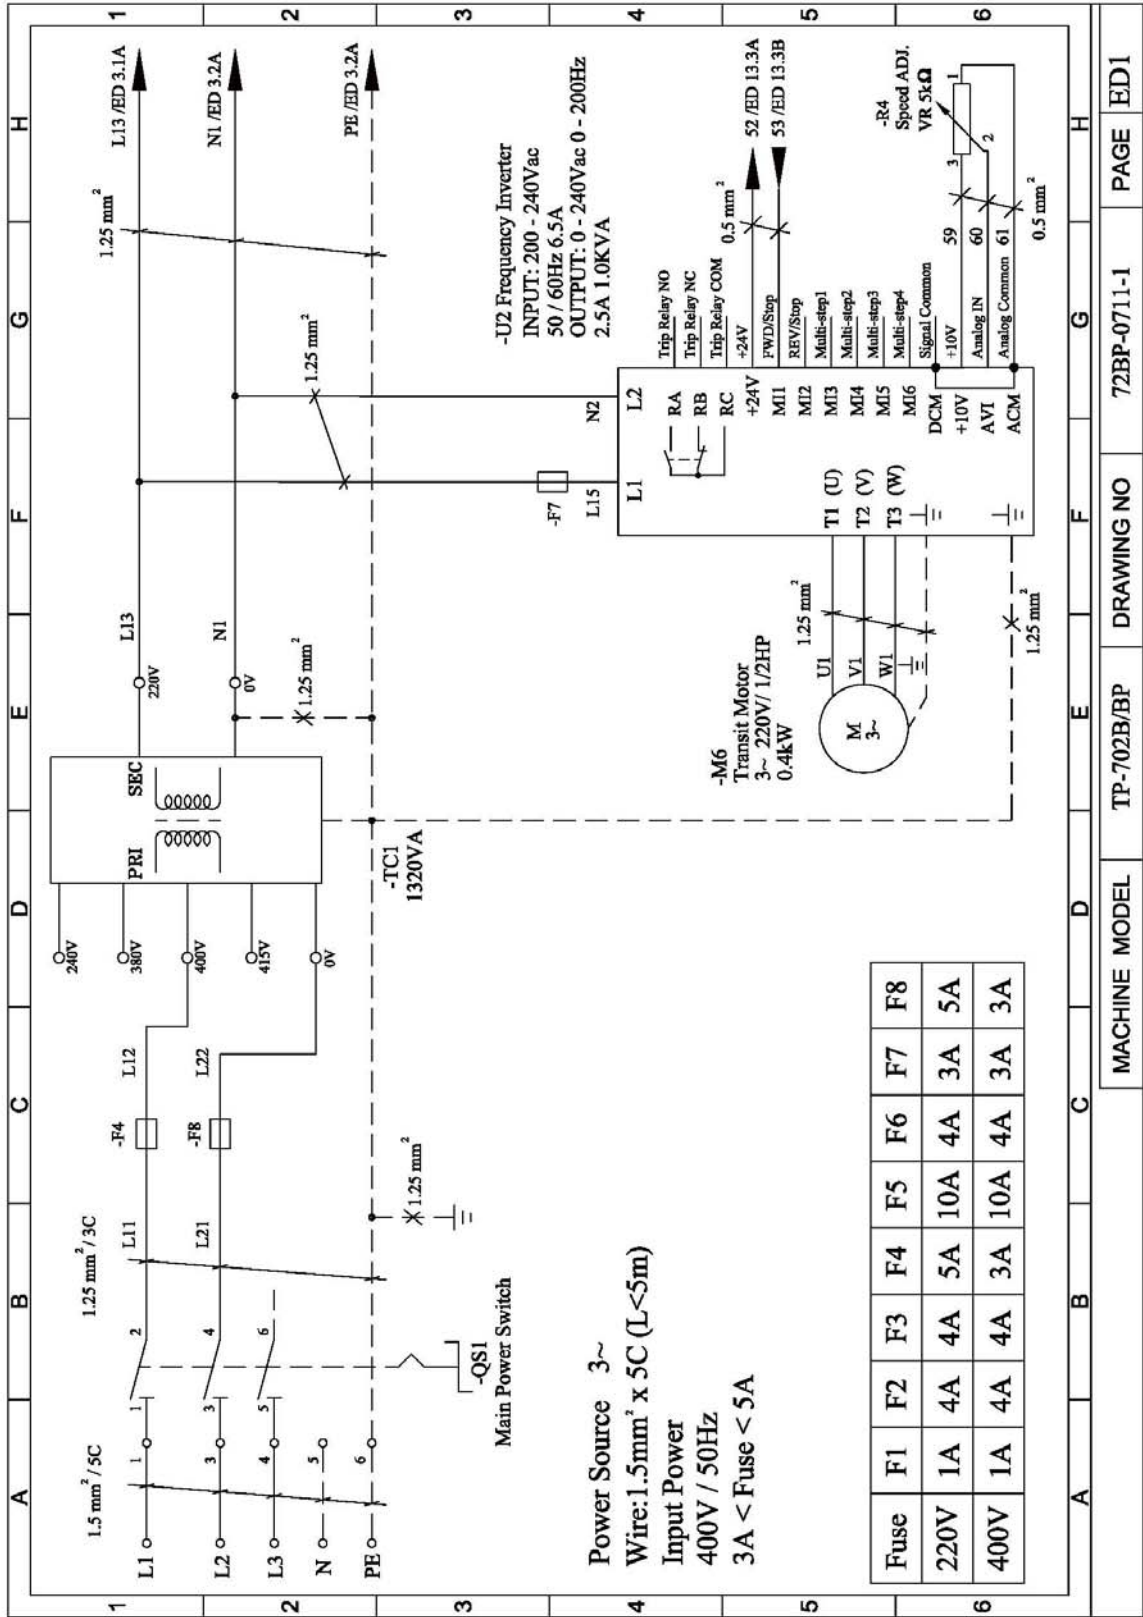 A B C D E F G H
1
2
3
4
5
6
1.5 mm² / 5C
L1
L2
L3
N
PE
1
3
4
5
6
1 2
3 4
5 6
-QS1
Main Power Switch
1.25 mm² / 3C
L11
L21
-F4
-F8
L12
L22
1.25 mm²
240V
380V
400V
415V
0V
PRI SEC
-TC1
1320VA
220V
0V
L13
N1
1.25 mm²
1.25 mm²
1.25 mm²
L13 /ED 3.1A
N1 /ED 3.2A
PE /ED 3.2A
-F7
L15
N2
L1
L2
-U2 Frequency Inverter
INPUT: 200 - 240Vac
50 / 60Hz 6.5A
OUTPUT: 0 - 240Vac 0 - 200Hz
2.5A 1.0KVA
RA Trip Relay NO
RB Trip Relay NC
RC Trip Relay COM
+24V +24V
MI1 FWD/Stop
MI2 REV/Stop
MI3 Multi-step1
MI4 Multi-step2
MI5 Multi-step3
MI6 Multi-step4
DCM Signal Common
+10V +10V 59
AVI Analog IN 60
ACM Analog Common 61
0.5 mm²
52 /ED 13.3A
53 /ED 13.3B
-R4
Speed ADJ.
VR 5kΩ
3 1
2
0.5 mm²
T1 (U)
T2 (V)
T3 (W)
1.25 mm²
U1
V1
W1
M
3~
-M6
Transit Motor
3~ 220V/ 1/2HP
0.4kW
1.25 mm²
Power Source 3~
Wire:1.5mm² x 5C (L<5m)
Input Power
400V / 50Hz
3A < Fuse < 5A
Fuse F1 F2 F3 F4 F5 F6 F7 F8
220V 1A 4A 4A 5A 10A 4A 3A 5A
400V 1A 4A 4A 3A 10A 4A 3A 3A
A B C D E F G H
1
2
3
4
5
6
MACHINE MODEL TP-702B/BP DRAWING NO 72BP-0711-1 PAGE ED1